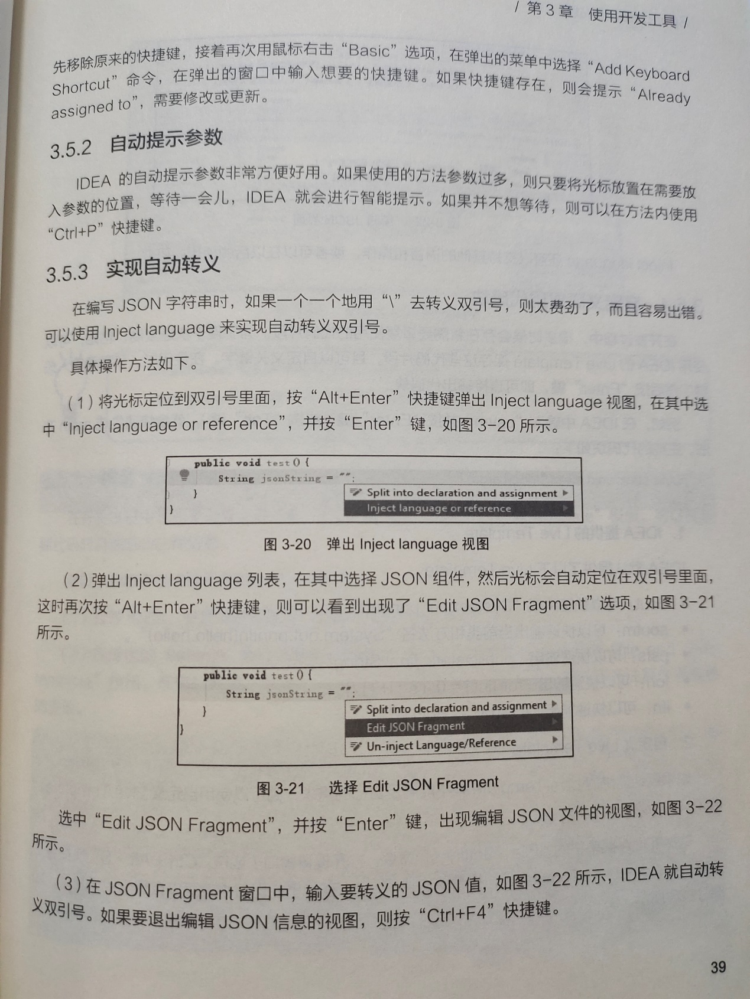 / 第 3 章　使用开发工具 /
先移除原来的快捷键，接着再次用鼠标右击“Basic”选项，在弹出的菜单中选择“Add Keyboard
Shortcut”命令，在弹出的窗口中输入想要的快捷键。如果快捷键存在，则会提示“Already
assigned to”，需要修改或更新。
3.5.2　自动提示参数
IDEA 的自动提示参数非常方便好用。如果使用的方法参数过多，则只要将光标放置在需要放
入参数的位置，等待一会儿，IDEA 就会进行智能提示。如果并不想等待，则可以在方法内使用
“Ctrl+P”快捷键。
3.5.3　实现自动转义
在编写 JSON 字符串时，如果一个一个地用“\”去转义双引号，则太费劲了，而且容易出错。
可以使用 Inject language 来实现自动转义双引号。
具体操作方法如下。
（1）将光标定位到双引号里面，按“Alt+Enter”快捷键弹出 Inject language 视图，在其中选
中“Inject language or reference”，并按“Enter”键，如图 3-20 所示。
public void test() {
String jsonString = "";
Split into declaration and assignment
}
Inject language or reference
}
图 3-20　弹出 Inject language 视图
（2）弹出 Inject language 列表，在其中选择 JSON 组件，然后光标会自动定位在双引号里面，
这时再次按“Alt+Enter”快捷键，则可以看到出现了“Edit JSON Fragment”选项，如图 3-21
所示。
public void test() {
String jsonString = "";
Split into declaration and assignment
}
Edit JSON Fragment
}
Un-inject Language/Reference
图 3-21　选择 Edit JSON Fragment
选中“Edit JSON Fragment”，并按“Enter”键，出现编辑 JSON 文件的视图，如图 3-22
所示。
（3）在 JSON Fragment 窗口中，输入要转义的 JSON 值，如图 3-22 所示，IDEA 就自动转
义双引号。如果要退出编辑 JSON 信息的视图，则按“Ctrl+F4”快捷键。
39